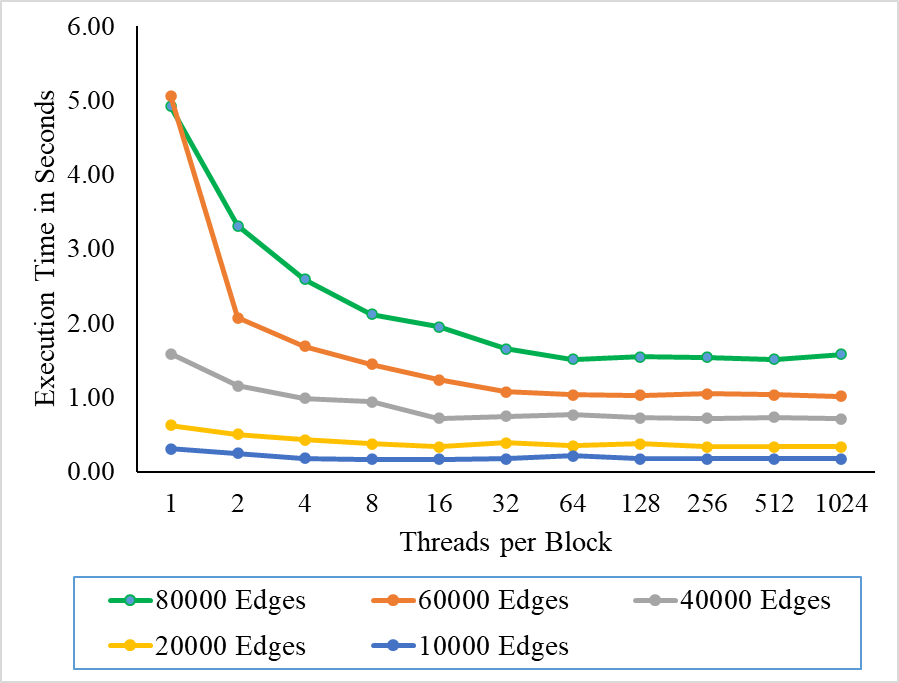 6.00
5.00
4.00
3.00
2.00
1.00
0.00
Execution Time in Seconds
1 2 4 8 16 32 64 128 256 512 1024
Threads per Block
80000 Edges 60000 Edges 40000 Edges
20000 Edges 10000 Edges